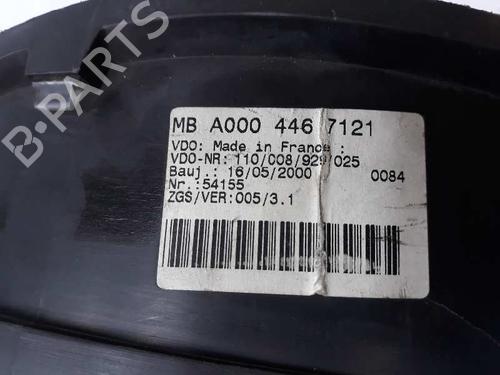 B-PARTS
MB A000 446 7121
VDO: Made in France :
VDO-NR: 110/008/929/025
Bauj.: 16/05/2000 0084
Nr.:54155
ZGS/VER:005/3.1